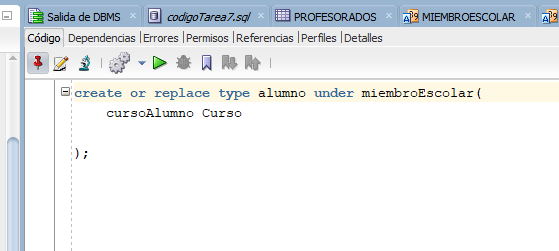 Salida de DBMS codigoTarea7.sql PROFESORADOS MIEMBROESCOLAR
Código Dependencias Errores Permisos Referencias Perfiles Detalles
create or replace type alumno under miembroEscolar(
cursoAlumno Curso
);